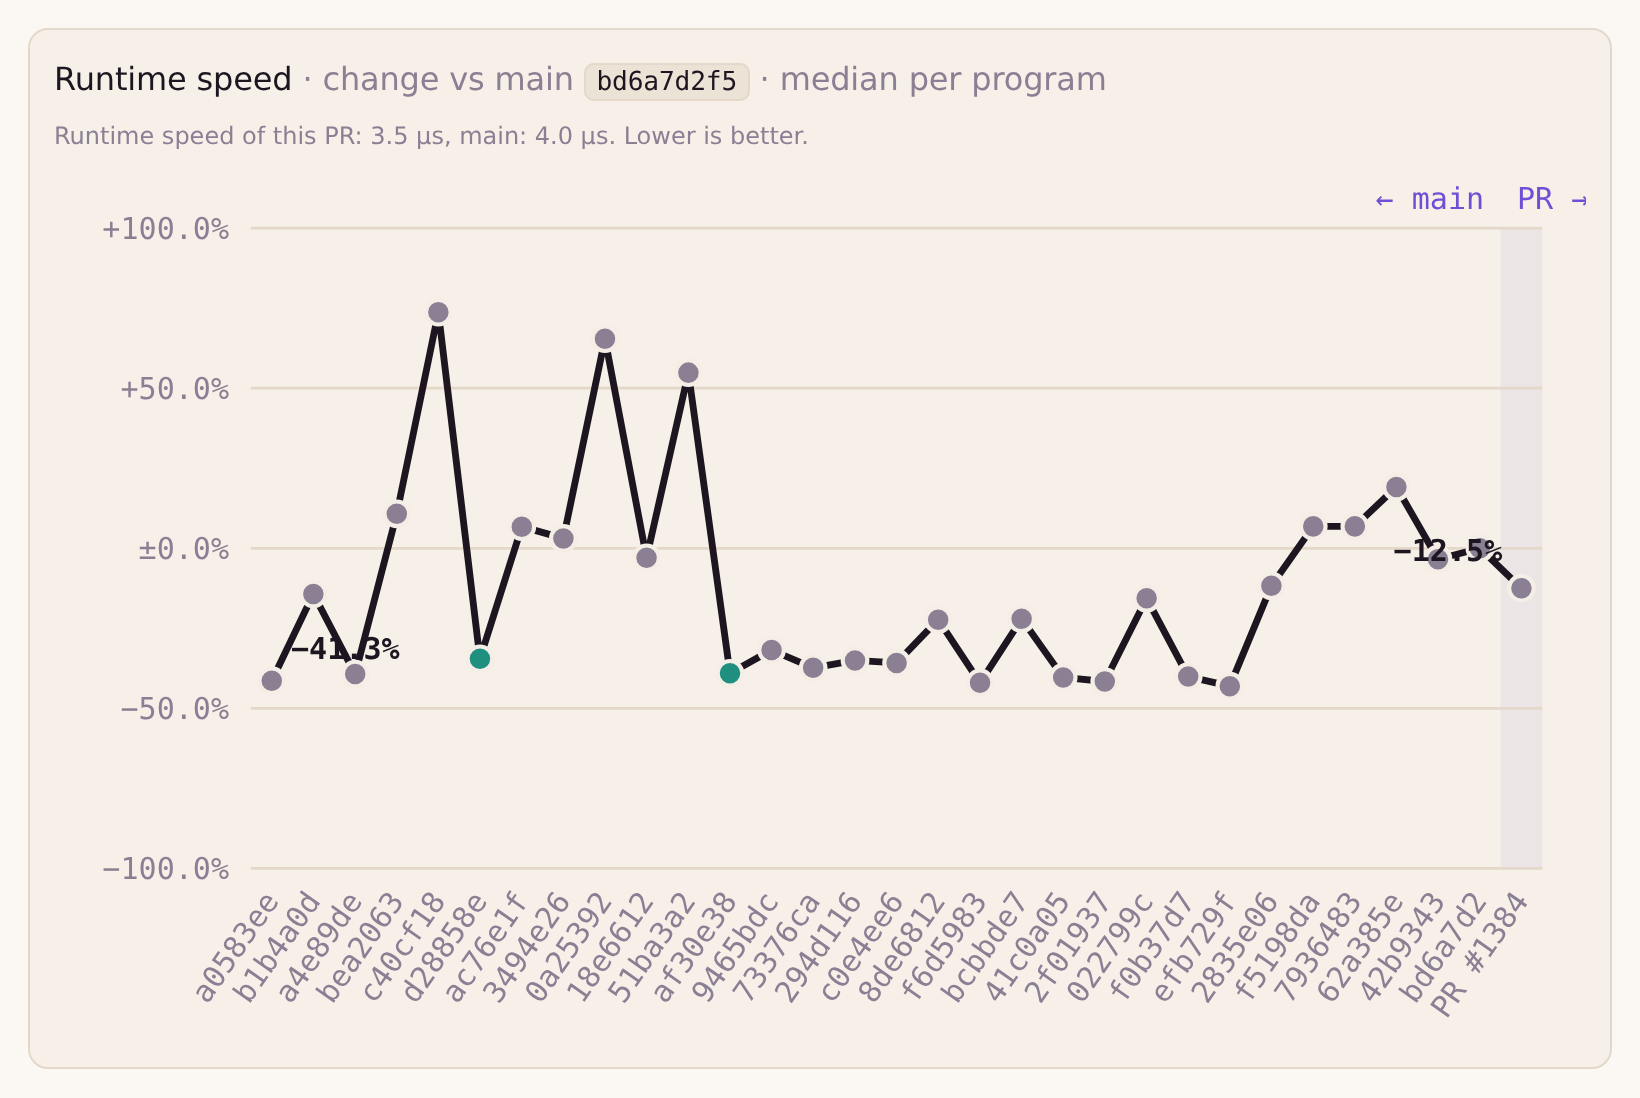 Runtime speed · change vs main bd6a7d2f5 · median per program
Runtime speed of this PR: 3.5 µs, main: 4.0 µs. Lower is better.
← main PR →
+100.0%
+50.0%
±0.0%
−50.0%
−100.0%
−41.3%
−12.5%
a0583ee
b1b4a0d
a4e89de
bea2063
c40cf18
d28858e
ac76e1f
3494e26
0a25392
18e6612
51ba3a2
af30e38
9465bdc
73376ca
294d116
c0e4ee6
8de6812
f6d5983
bcbbde7
41c0a05
2f01937
022799c
f0b37d7
efb729f
2835e06
f5198da
7936483
62a385e
42b9343
bd6a7d2
PR #1384